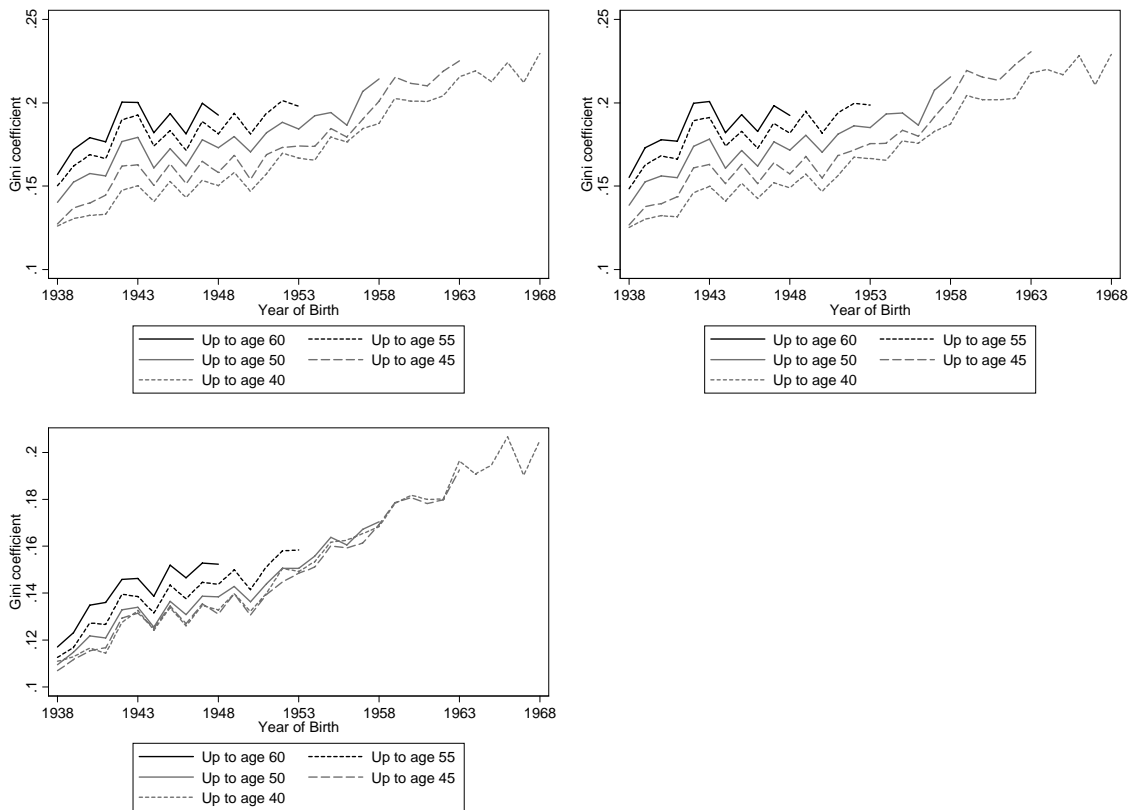 .25
.2
.15
.1
Gini coefficient
1938 1943 1948 1953 1958 1963 1968
Year of Birth
Up to age 60 Up to age 55
Up to age 50 Up to age 45
Up to age 40
.25
.2
.15
.1
Gini coefficient
1938 1943 1948 1953 1958 1963 1968
Year of Birth
Up to age 60 Up to age 55
Up to age 50 Up to age 45
Up to age 40
.2
.18
.16
.14
.12
.1
Gini coefficient
1938 1943 1948 1953 1958 1963 1968
Year of Birth
Up to age 60 Up to age 55
Up to age 50 Up to age 45
Up to age 40